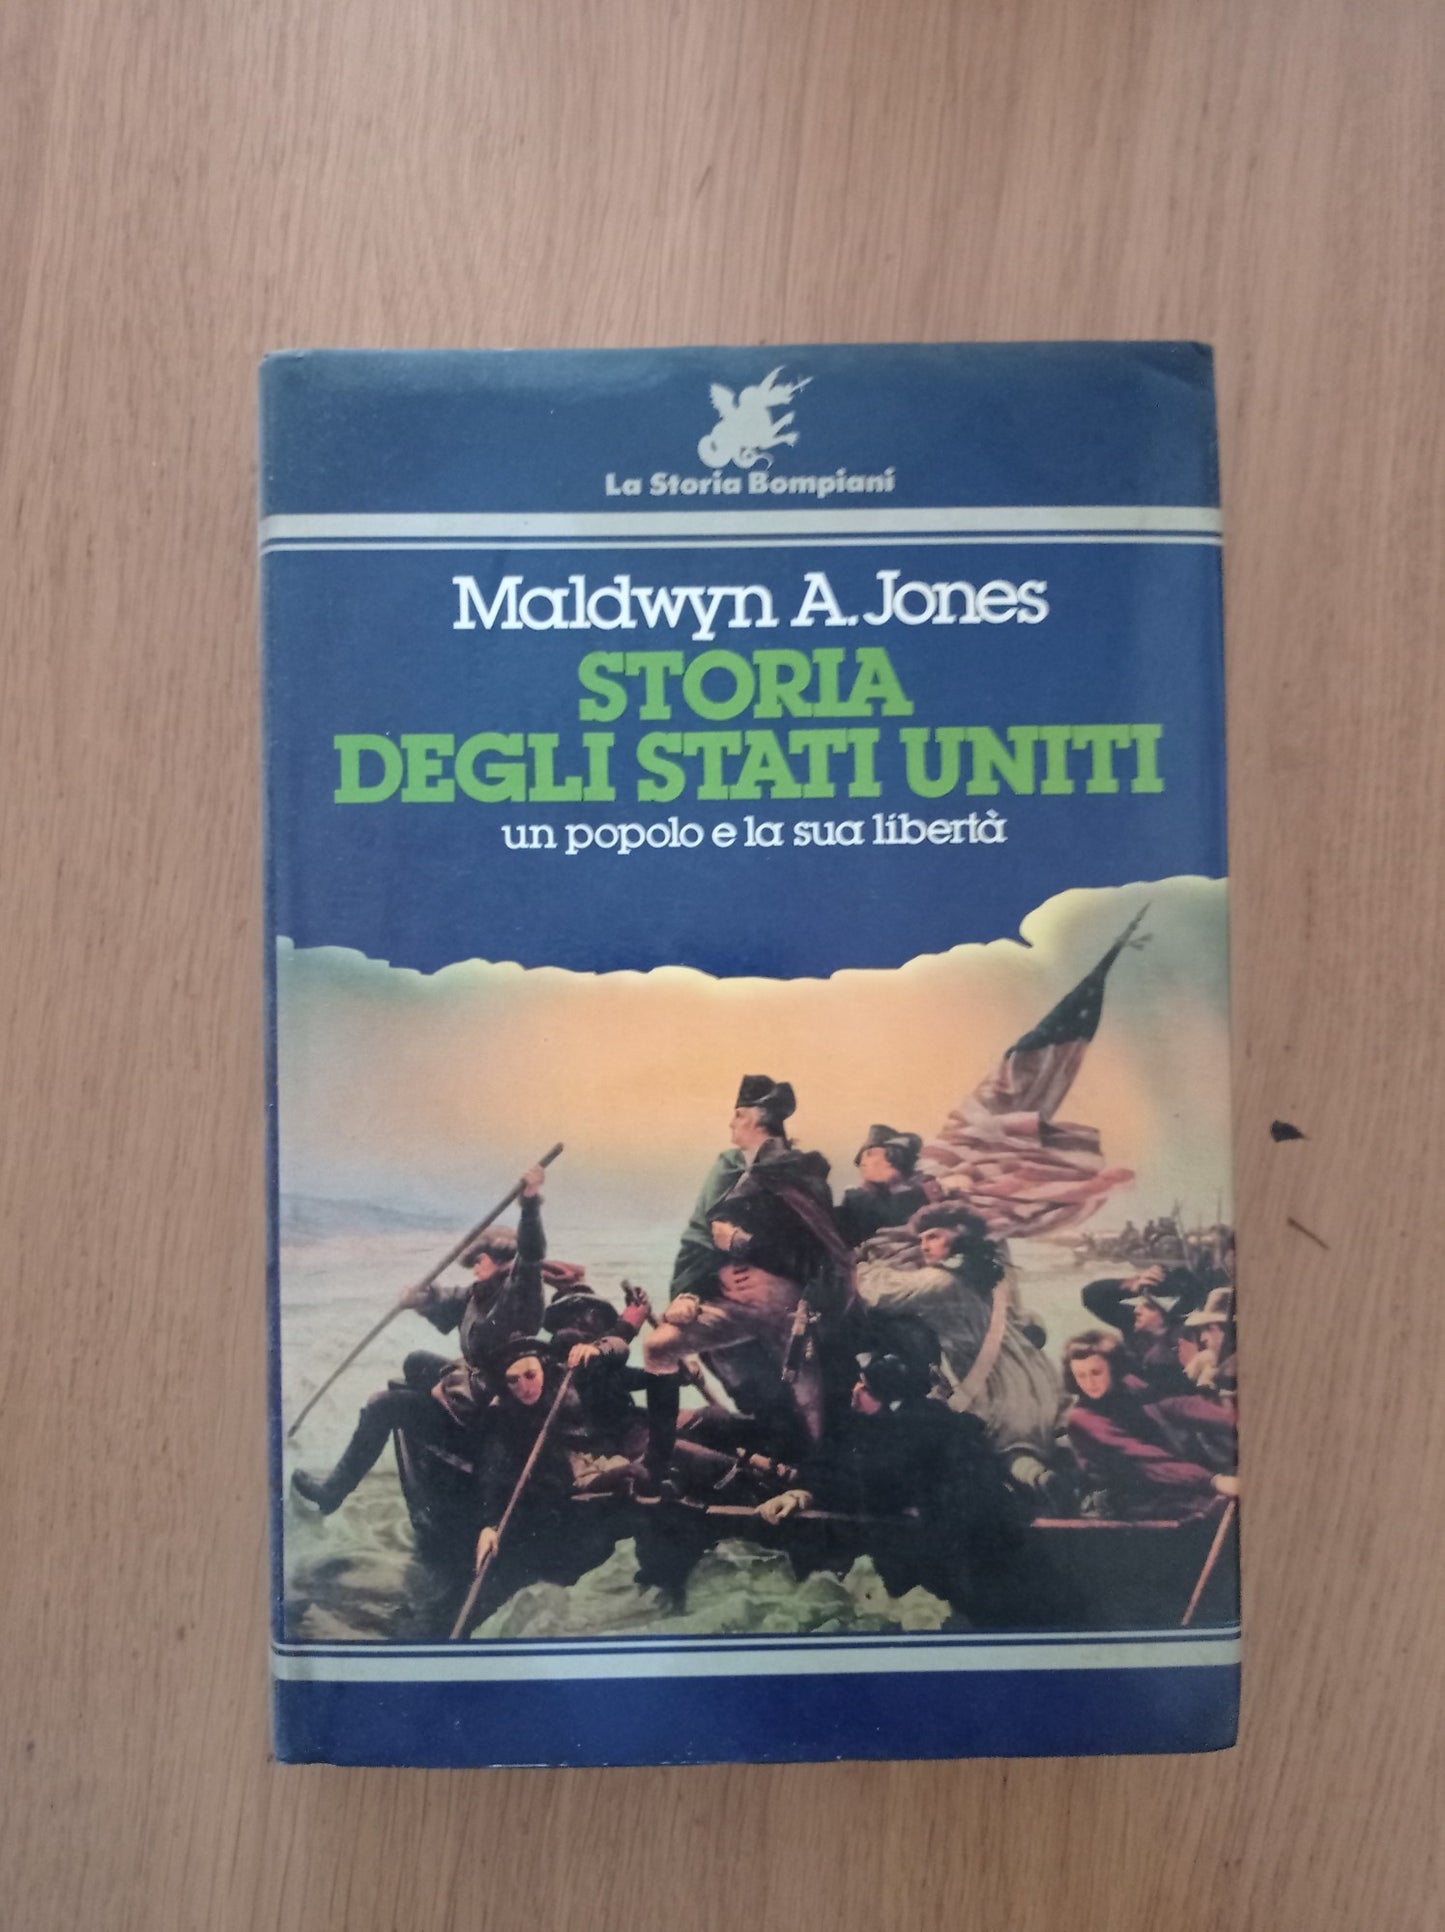 La Storia Bompiani
Maldwyn A. Jones
STORIA
DEGLI STATI UNITI
un popolo e la sua libertà